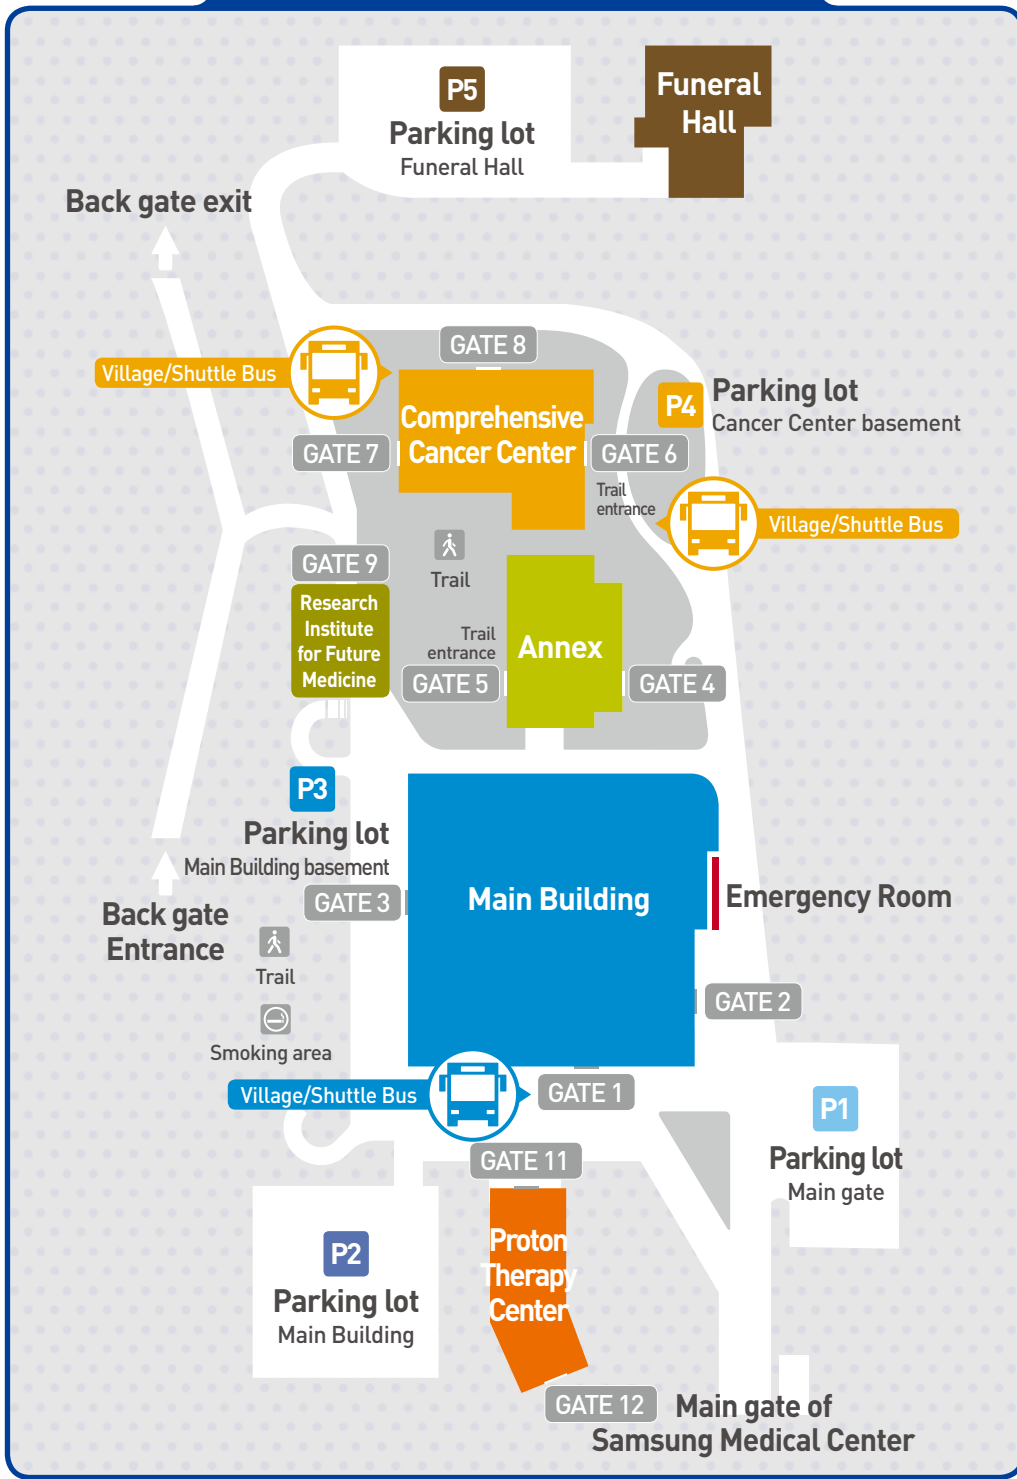 P5
Parking lot
Funeral Hall
Funeral
Hall
Back gate exit
GATE 8
Village/Shuttle Bus
P4
Parking lot
Cancer Center basement
Comprehensive
Cancer Center
GATE 7
GATE 6
Trail
entrance
Village/Shuttle Bus
GATE 9
Trail
Research
Institute
for Future
Medicine
Trail
entrance
Annex
GATE 5
GATE 4
P3
Parking lot
Main Building basement
GATE 3
Main Building
Emergency Room
Back gate
Entrance
Trail
GATE 2
Smoking area
Village/Shuttle Bus
GATE 1
P1
Parking lot
Main gate
GATE 11
P2
Parking lot
Main Building
Proton
Therapy
Center
GATE 12
Main gate of
Samsung Medical Center